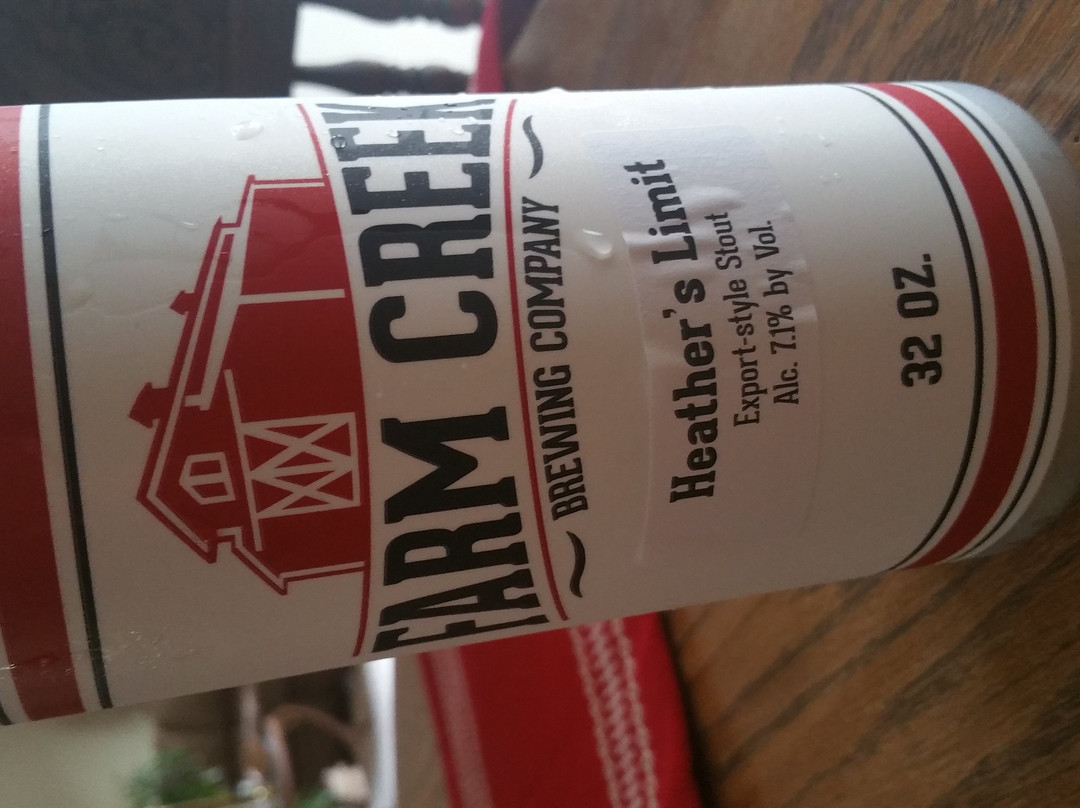 FARM CREEK
BREWING COMPANY
Heather's Limit
Export-style Stout
Alc. 7.1% by Vol.
32 OZ.